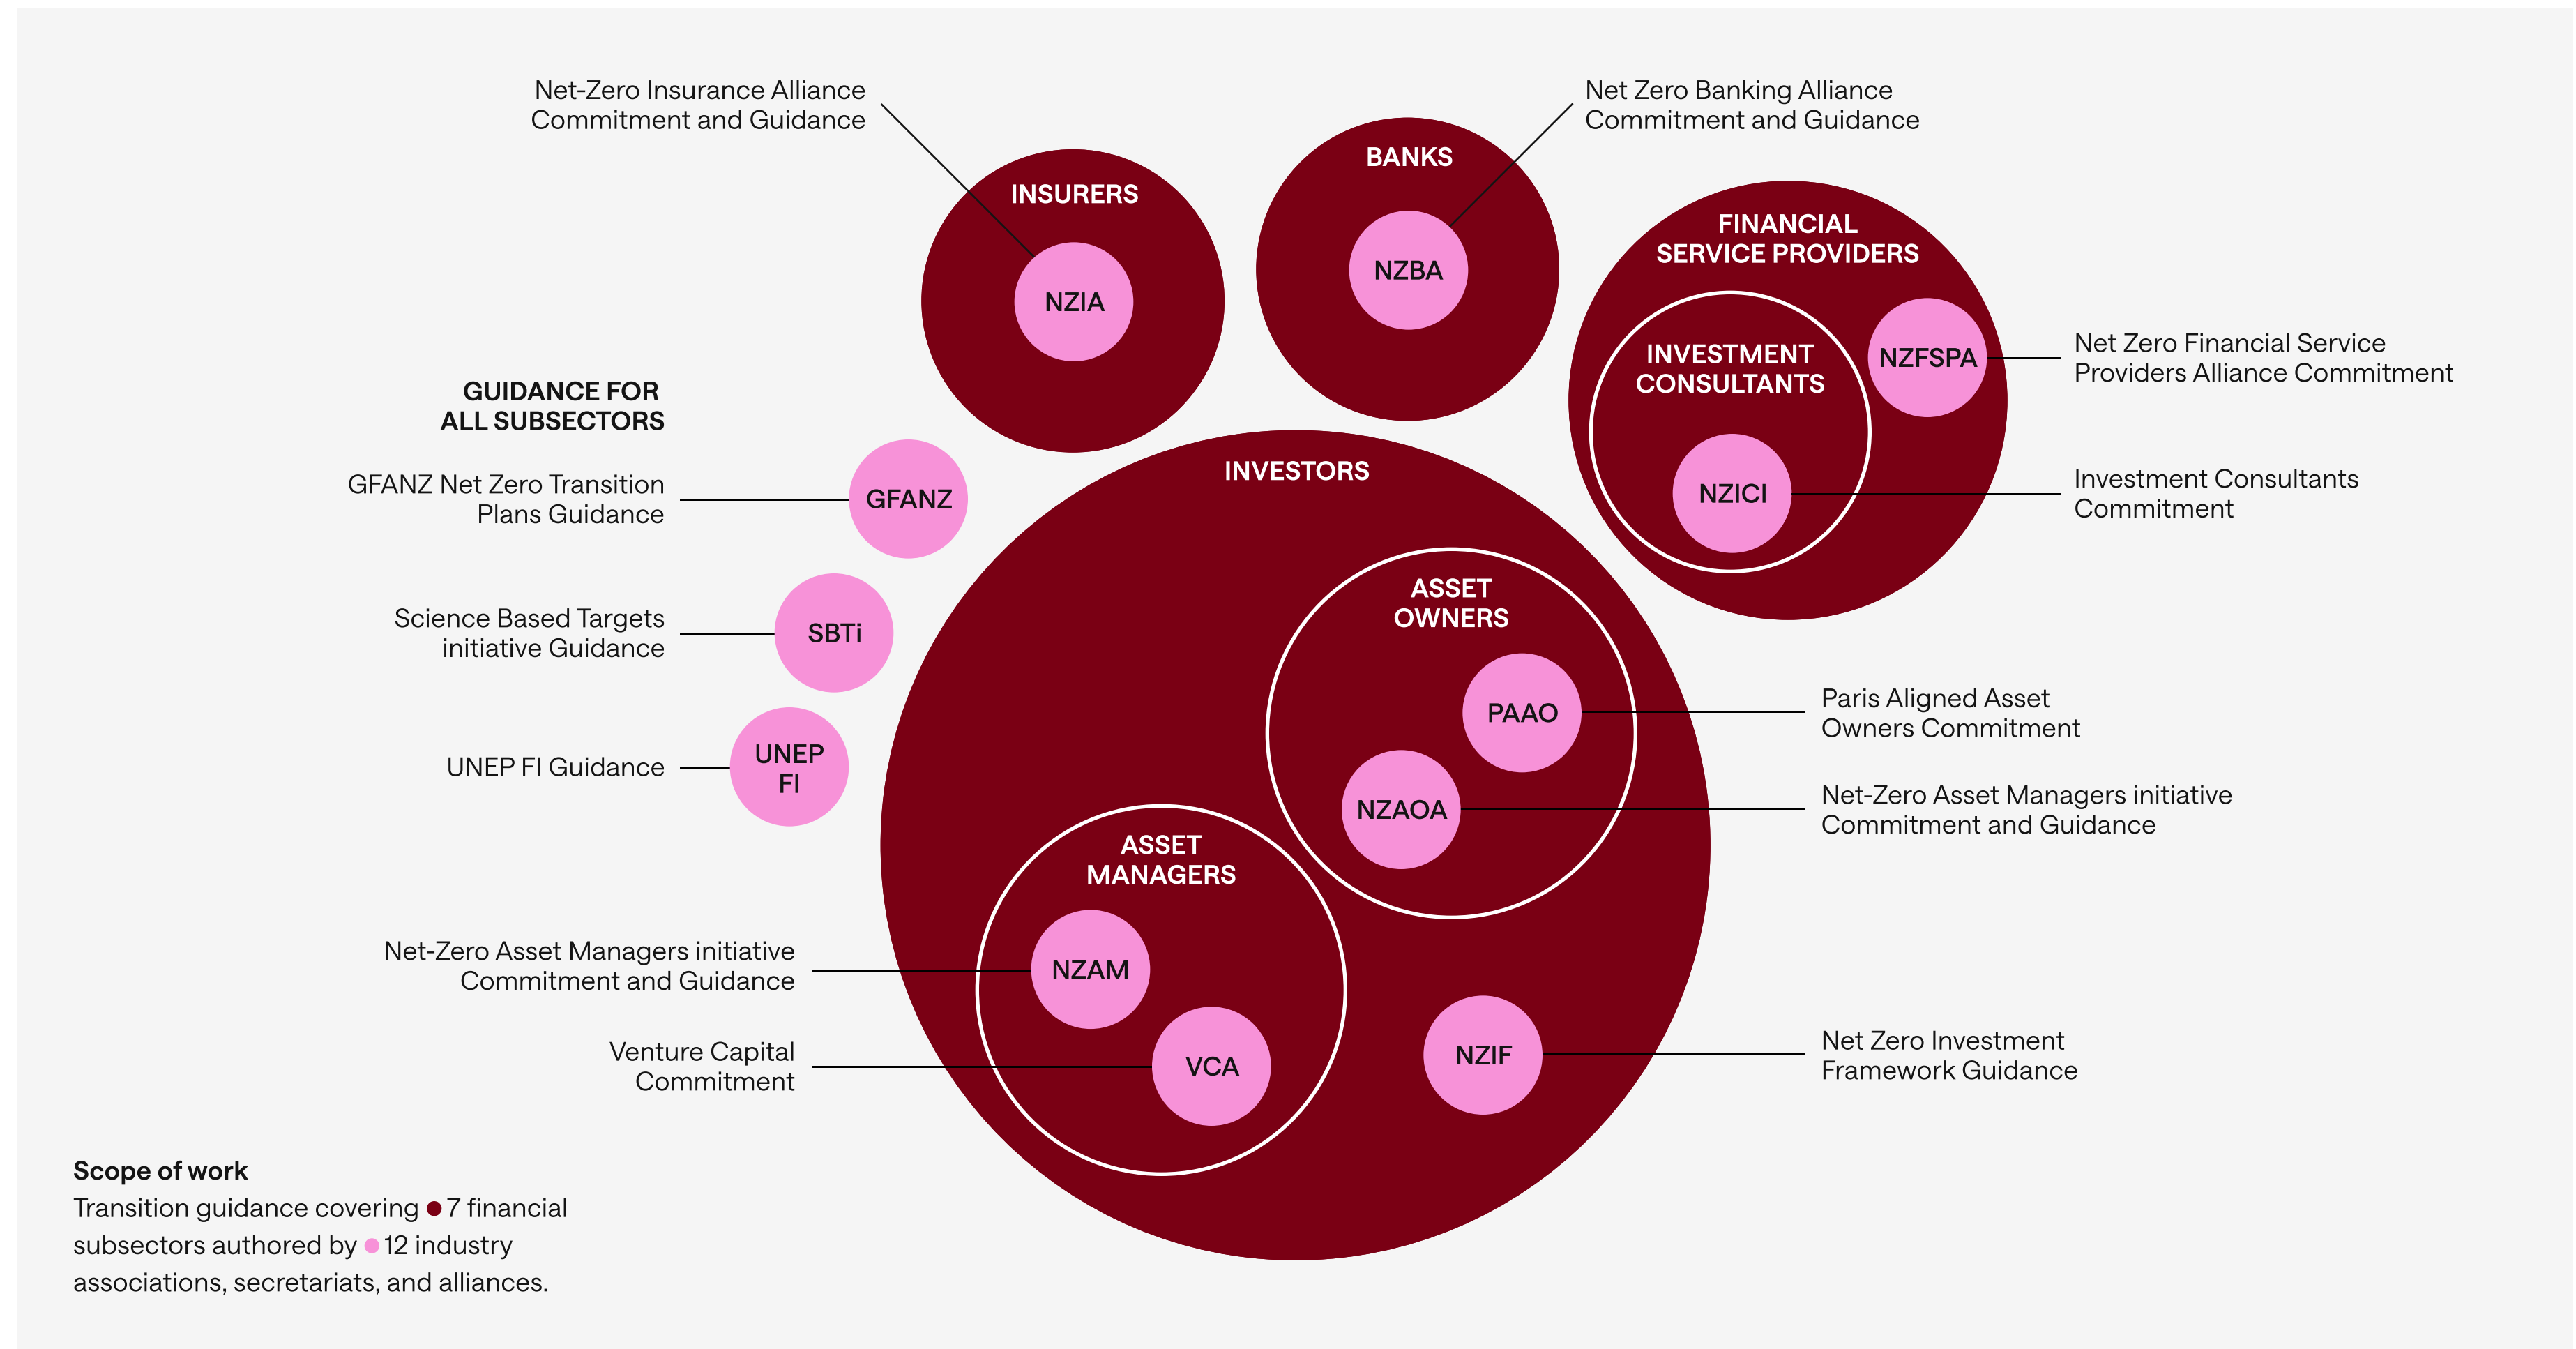 Net-Zero Insurance Alliance
Commitment and Guidance
Net Zero Banking Alliance
Commitment and Guidance
INSURERS
NZIA
BANKS
NZBA
FINANCIAL
SERVICE PROVIDERS
INVESTMENT
CONSULTANTS
NZFSPA
Net Zero Financial Service
Providers Alliance Commitment
NZICI
Investment Consultants
Commitment
GUIDANCE FOR
ALL SUBSECTORS
GFANZ Net Zero Transition
Plans Guidance
GFANZ
Science Based Targets
initiative Guidance
SBTi
UNEP FI Guidance
UNEP
FI
INVESTORS
ASSET
OWNERS
PAAO
Paris Aligned Asset
Owners Commitment
NZAOA
Net-Zero Asset Managers initiative
Commitment and Guidance
ASSET
MANAGERS
Net-Zero Asset Managers initiative
Commitment and Guidance
NZAM
Venture Capital
Commitment
VCA
NZIF
Net Zero Investment
Framework Guidance
Scope of work
Transition guidance covering 7 financial
subsectors authored by 12 industry
associations, secretariats, and alliances.